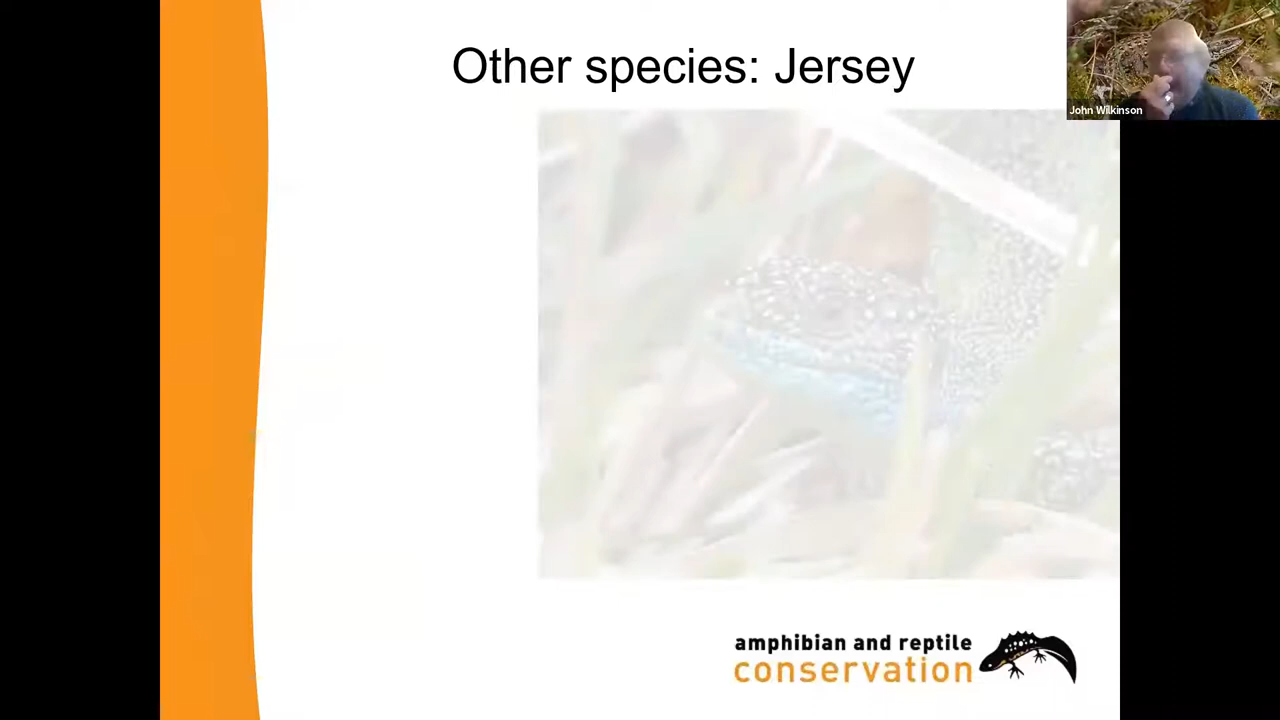 Other species: Jersey
John Wilkinson
amphibian and reptile
conservation